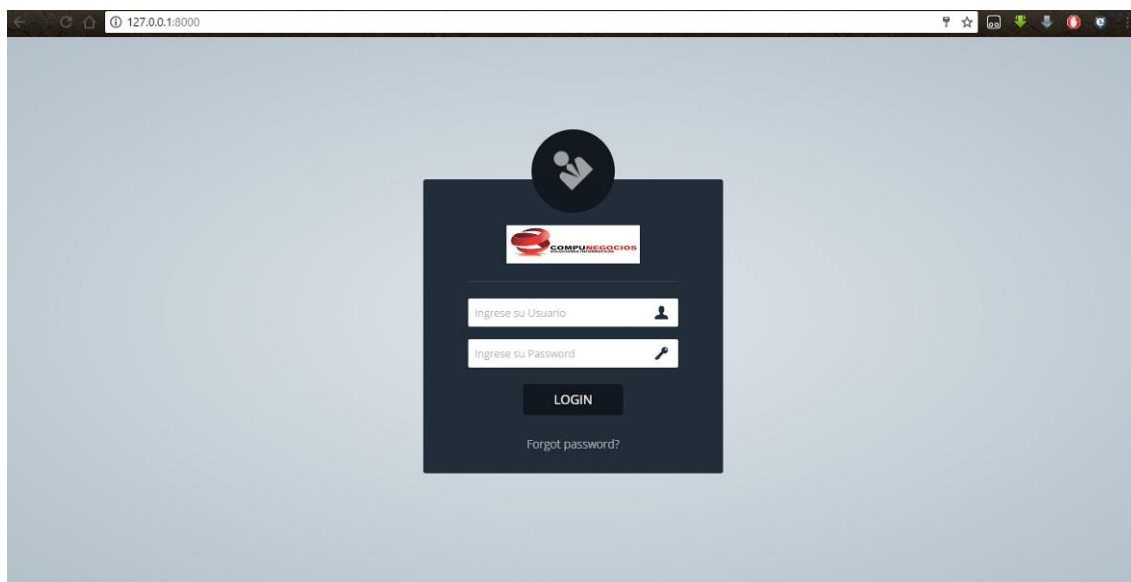 127.0.0.1:8000
COMPUNEGOCIOS
Ingrese su Usuario
Ingrese su Password
LOGIN
Forgot password?